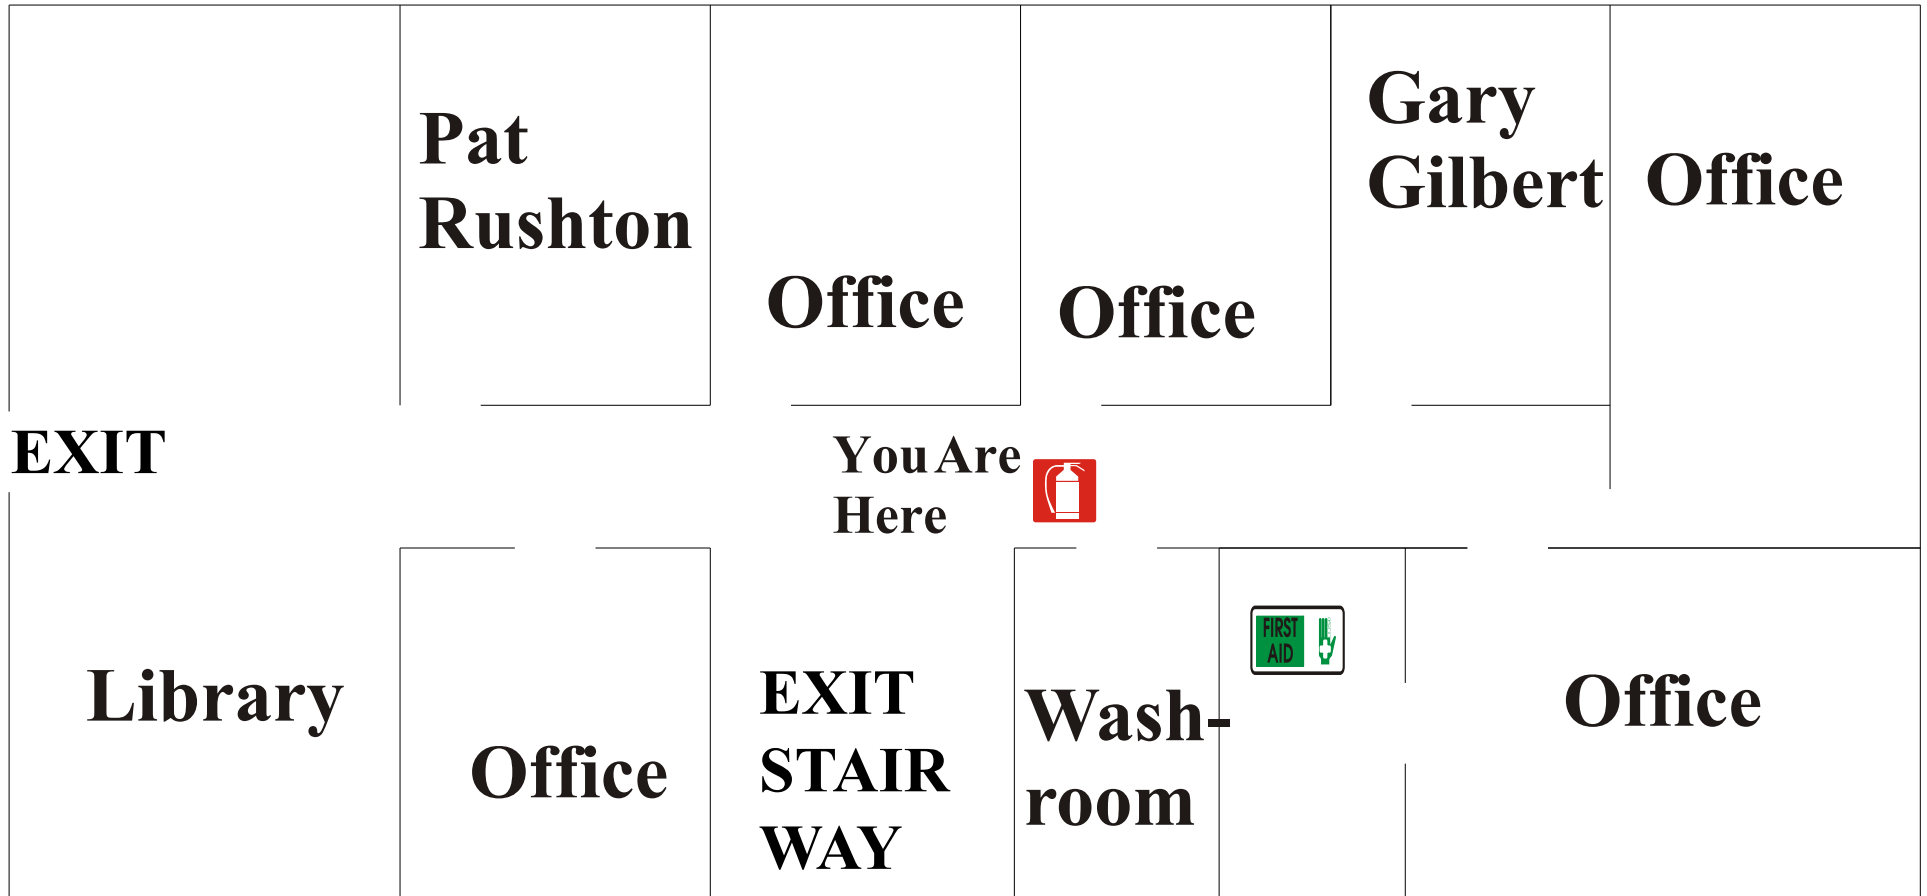 Pat
Rushton
Office
Office
Gary
Gilbert
Office
EXIT
You Are
Here
Library
Office
EXIT
STAIR
WAY
Wash-
room
FIRST
AID
Office